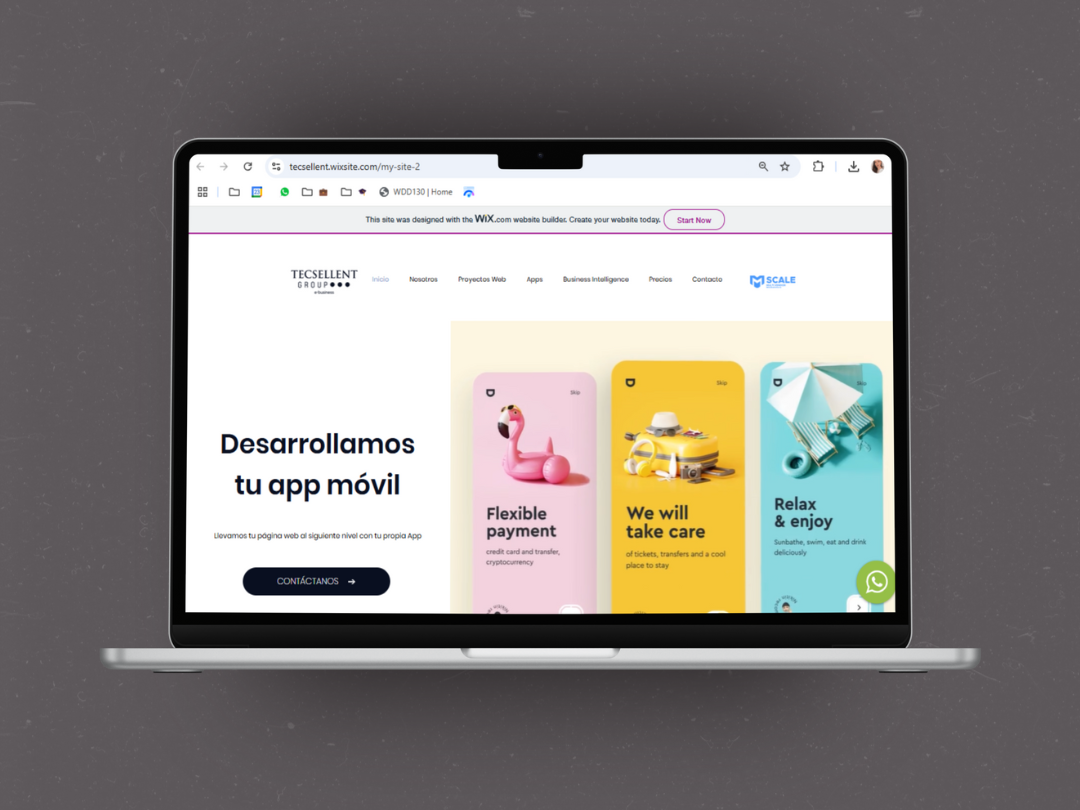 tecsellent.wixsite.com/my-site-2
WDD130 | Home
This site was designed with the WiX.com website builder. Create your website today. Start Now
TECSELLENT
GROUP
e-business
Inicio Nosotros Proyectos Web Apps Business Intelligence Precios Contacto
SCALE
Desarrollamos
tu app móvil
Llevamos tu página web al siguiente nivel con tu propia App
CONTÁCTANOS
Skip
Flexible
payment
credit card and transfer,
cryptocurrency
Skip
We will
take care
of tickets, transfers and a cool
place to stay
Skip
Relax
& enjoy
Sunbathe, swim, eat and drink
deliciously